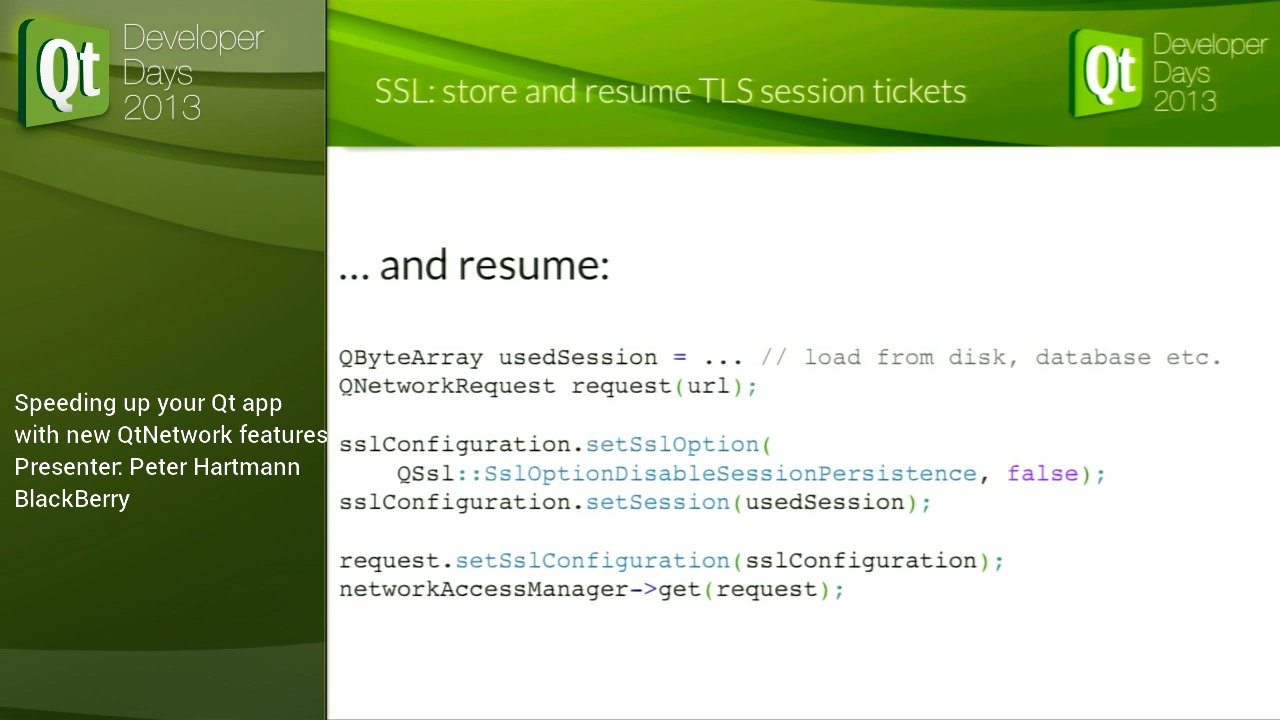 Qt Developer
Days
2013
SSL: store and resume TLS session tickets
Qt Developer
Days
2013
... and resume:
QByteArray usedSession = ... // load from disk, database etc.
QNetworkRequest request(url);
sslConfiguration.setSslOption(
    QSsl::SslOptionDisableSessionPersistence, false);
sslConfiguration.setSession(usedSession);
request.setSslConfiguration(sslConfiguration);
networkAccessManager->get(request);
Speeding up your Qt app
with new QtNetwork features
Presenter: Peter Hartmann
BlackBerry